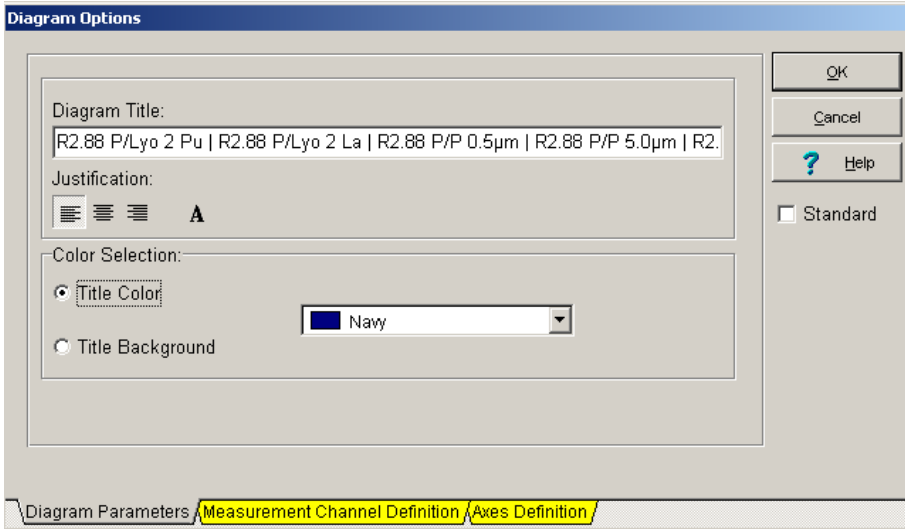 Diagram Options
Diagram Title:
R2.88 P/Lyo 2 Pu | R2.88 P/Lyo 2 La | R2.88 P/P 0.5µm | R2.88 P/P 5.0µm | R2.
Justification:
A
Color Selection:
Title Color
Navy
Title Background
OK
Cancel
? Help
Standard
Diagram Parameters Measurement Channel Definition Axes Definition